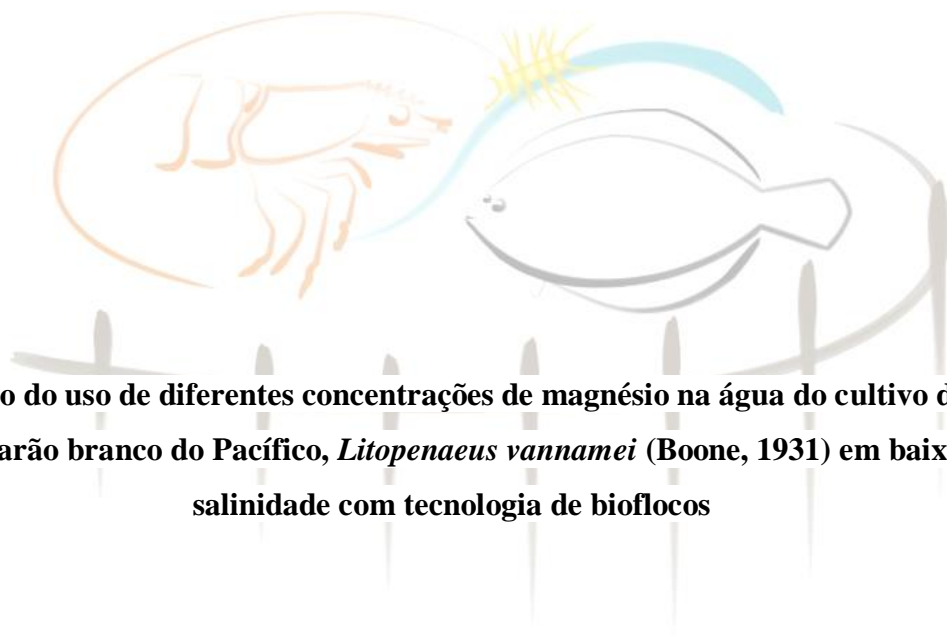 o do uso de diferentes concentrações de magnésio na água do cultivo d
arão branco do Pacífico, Litopenaeus vannamei (Boone, 1931) em baix
salinidade com tecnologia de bioflocos